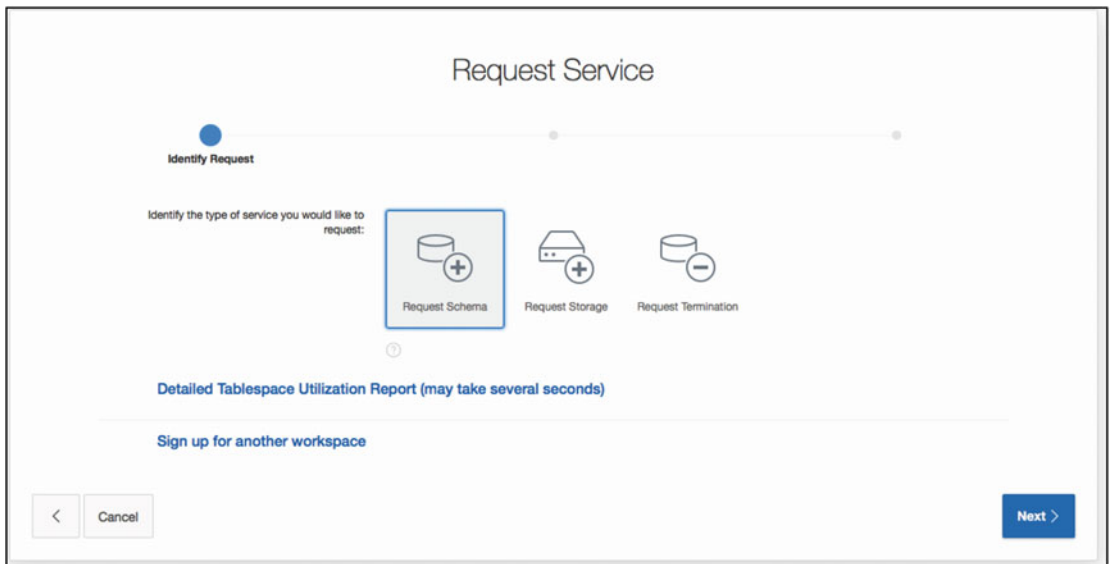 Request Service
Identify Request
Identify the type of service you would like to
request:
Request Schema
Request Storage
Request Termination
?
Detailed Tablespace Utilization Report (may take several seconds)
Sign up for another workspace
Cancel
Next